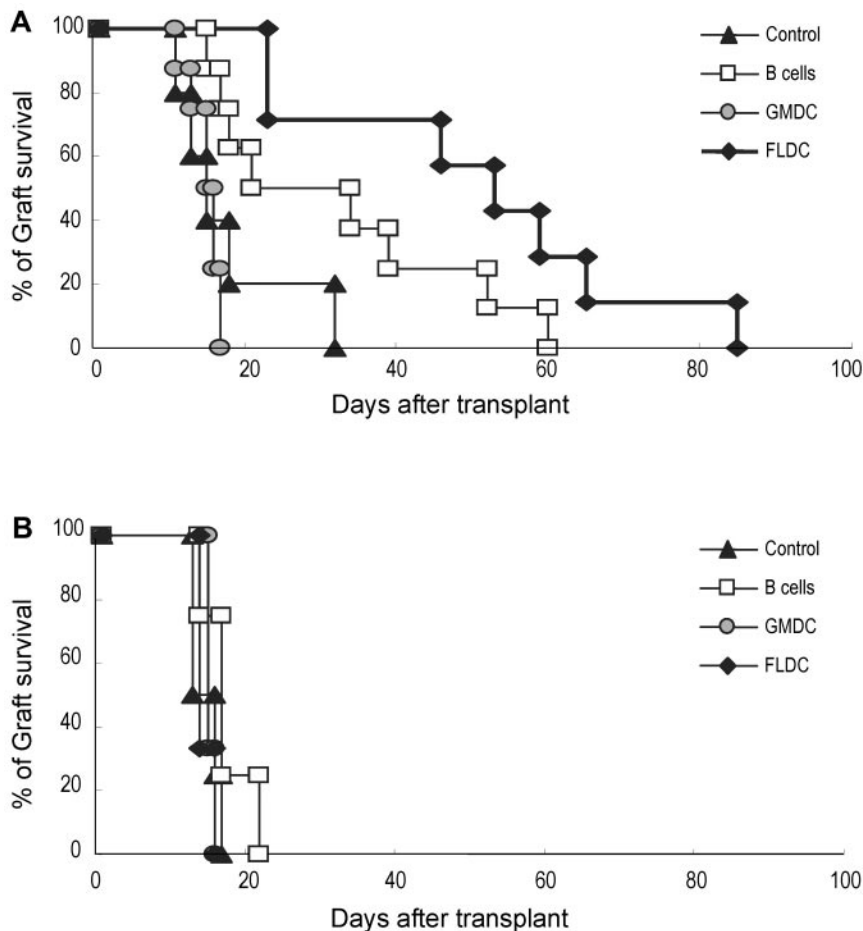 A
% of Graft survival
100
80
60
40
20
0
0 20 40 60 80 100
Days after transplant
Control
B cells
GMDC
FLDC
B
% of Graft survival
100
80
60
40
20
0
0 20 40 60 80 100
Days after transplant
Control
B cells
GMDC
FLDC